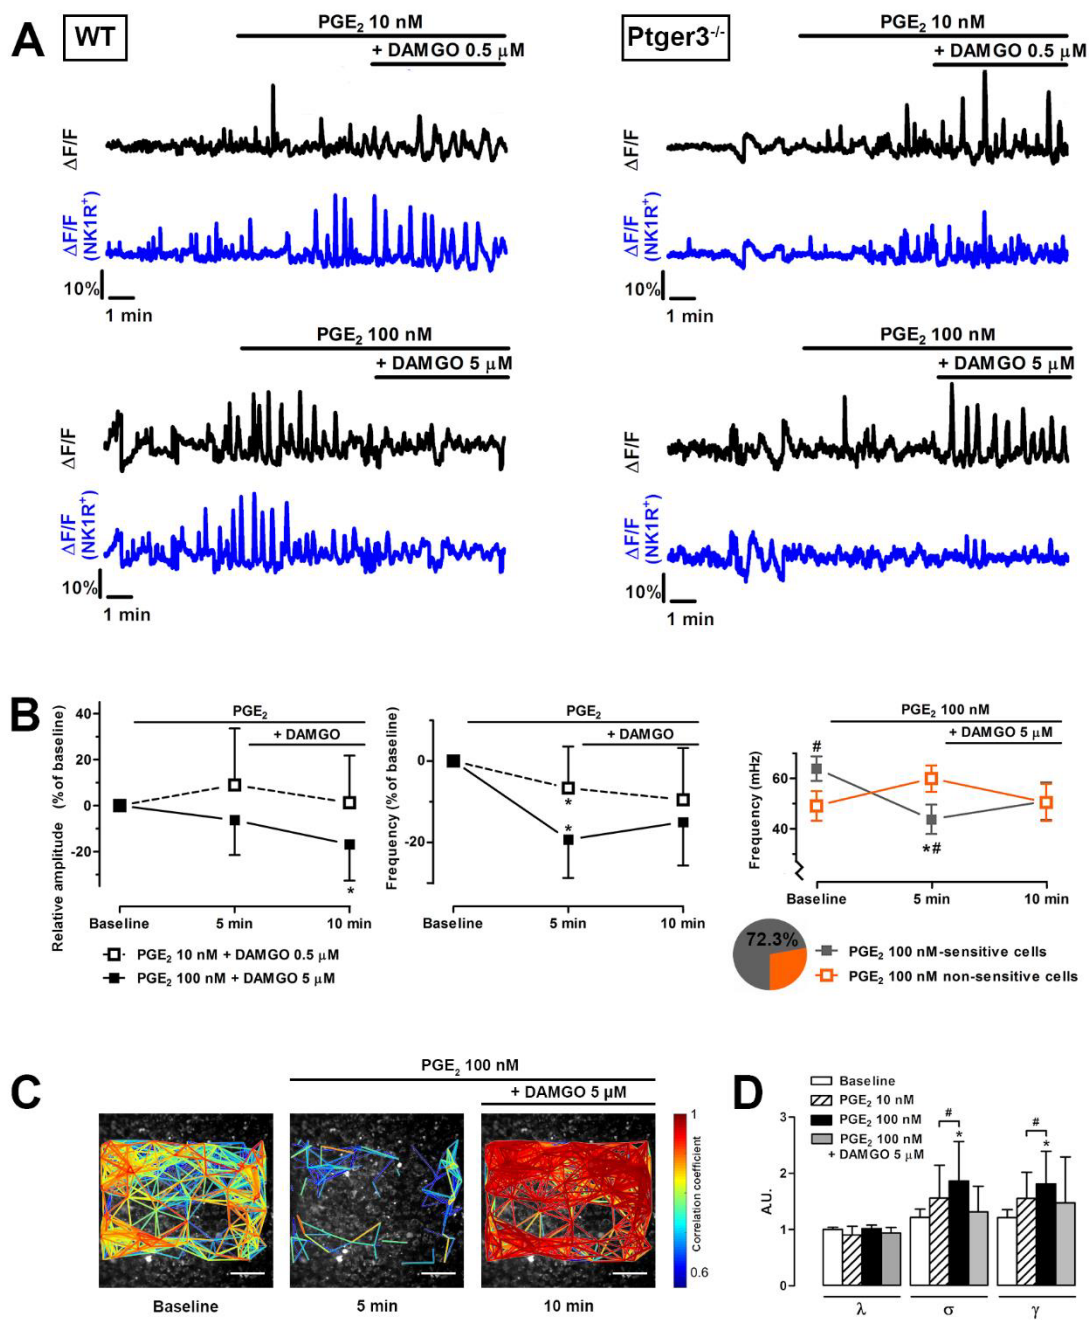 A
WT
PGE₂ 10 nM
+ DAMGO 0.5 µM
ΔF/F
ΔF/F
(NK1R⁺)
10%
1 min
PGE₂ 100 nM
+ DAMGO 5 µM
ΔF/F
ΔF/F
(NK1R⁺)
10%
1 min
Ptger3⁻/⁻
PGE₂ 10 nM
+ DAMGO 0.5 µM
ΔF/F
ΔF/F
(NK1R⁺)
10%
1 min
PGE₂ 100 nM
+ DAMGO 5 µM
ΔF/F
ΔF/F
(NK1R⁺)
10%
1 min
B
Relative amplitude (% of baseline)
40
20
0
-20
PGE₂
+ DAMGO
*
Baseline
5 min
10 min
PGE₂ 10 nM + DAMGO 0.5 µM
PGE₂ 100 nM + DAMGO 5 µM
Frequency (% of baseline)
0
-20
PGE₂
+ DAMGO
*
*
Baseline
5 min
10 min
Frequency (mHz)
60
40
PGE₂ 100 nM
+ DAMGO 5 µM
#
*#
Baseline
5 min
10 min
72.3%
PGE₂ 100 nM-sensitive cells
PGE₂ 100 nM non-sensitive cells
C
PGE₂ 100 nM
+ DAMGO 5 µM
Baseline
5 min
10 min
1
Correlation coefficient
0.6
D
Baseline
PGE₂ 10 nM
PGE₂ 100 nM
PGE₂ 100 nM
+ DAMGO 5 µM
A.U.
3
2
1
0
#
*
#
*
λ
σ
γ